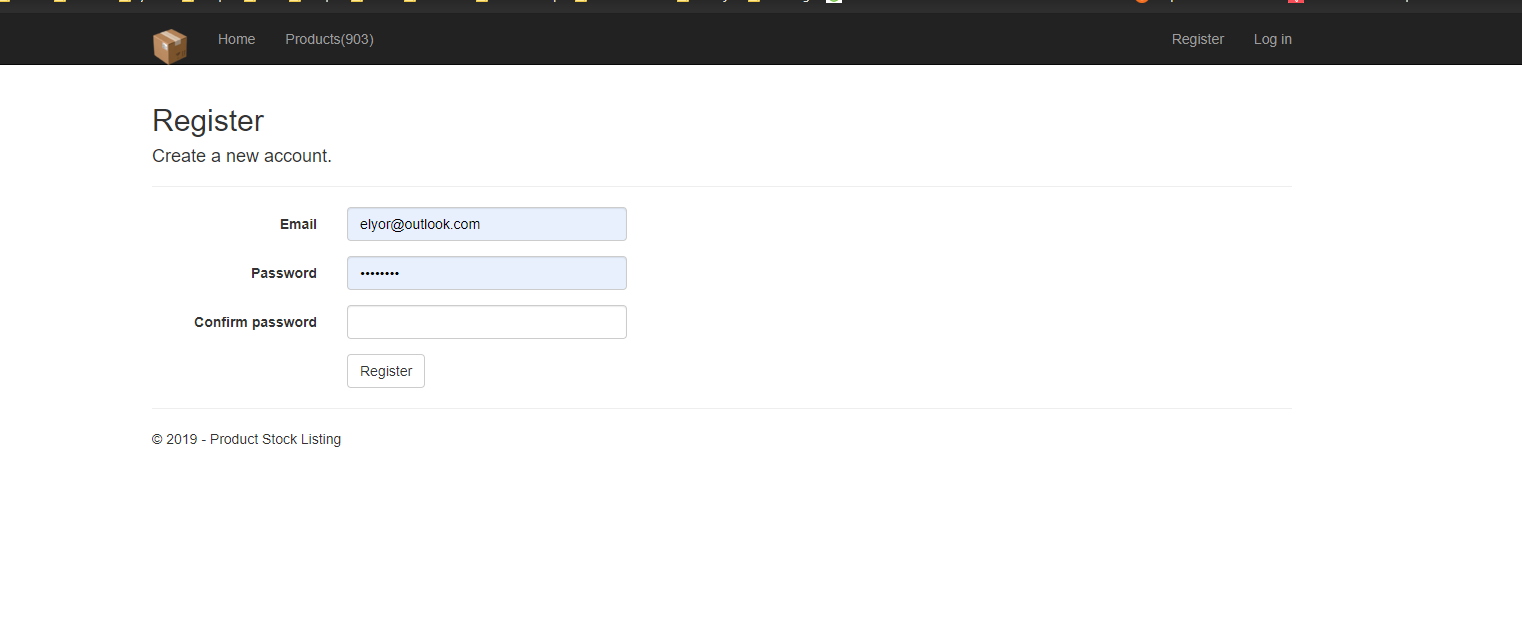 Home Products(903) Register Log in
Register
Create a new account.
Email elyor@outlook.com
Password ••••••••
Confirm password
Register
© 2019 - Product Stock Listing